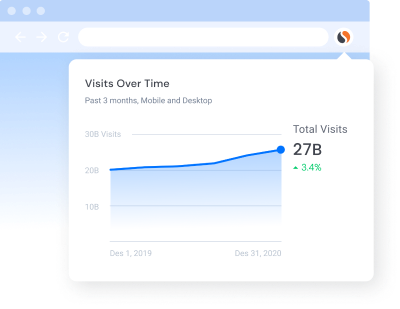 Visits Over Time
Past 3 months, Mobile and Desktop
30B Visits
20B
10B
Des 1, 2019
Des 31, 2020
Total Visits
27B
3.4%